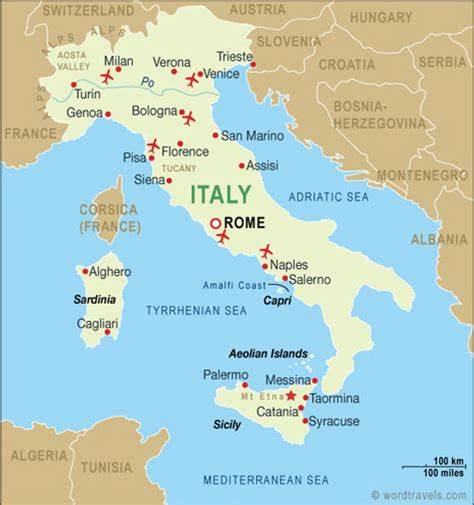 SWITZERLAND
AUSTRIA
HUNGARY
ALPS ALPS ALPS
AOSTA
VALLEY
Milan
Verona
Trieste
SLOVENIA
Venice
CROATIA
SERBIA
Turin
Po
Genoa
Bologna
BOSNIA-
HERZEGOVINA
FRANCE
San Marino
Pisa
Florence
TUCANY
Assisi
Siena
MONTENEGRO
ITALY
ADRIATIC SEA
CORSICA
(FRANCE)
ROME
ALBANIA
Alghero
Naples
Salerno
Amalfi Coast
Sardinia
Capri
TYRRHENIAN SEA
Cagliari
Aeolian Islands
Palermo
Messina
Mt Etna
Taormina
Catania
Sicily
Syracuse
ALGERIA
TUNISIA
100 km
100 miles
MEDITERRANEAN SEA
© wordtravels.com